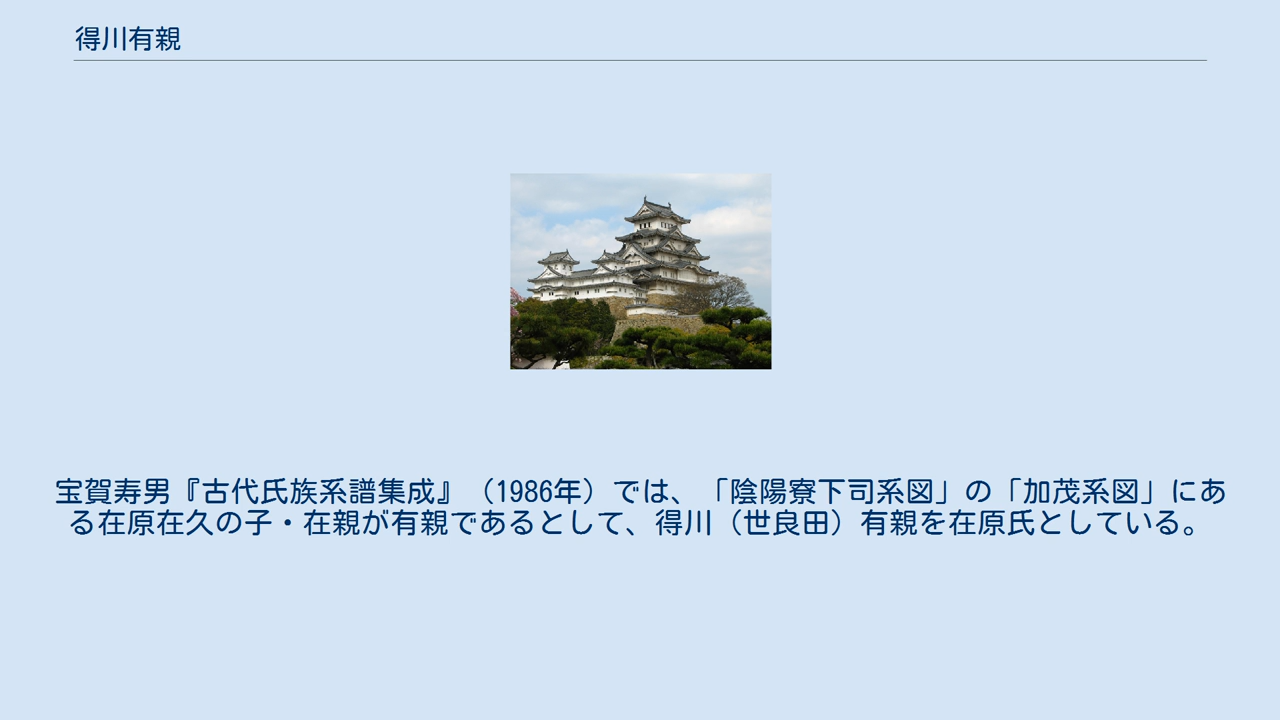 得川有親
宝賀寿男『古代氏族系譜集成』（1986年）では、「陰陽寮下司系図」の「加茂系図」にあ
る在原在久の子・在親が有親であるとして、得川（世良田）有親を在原氏としている。